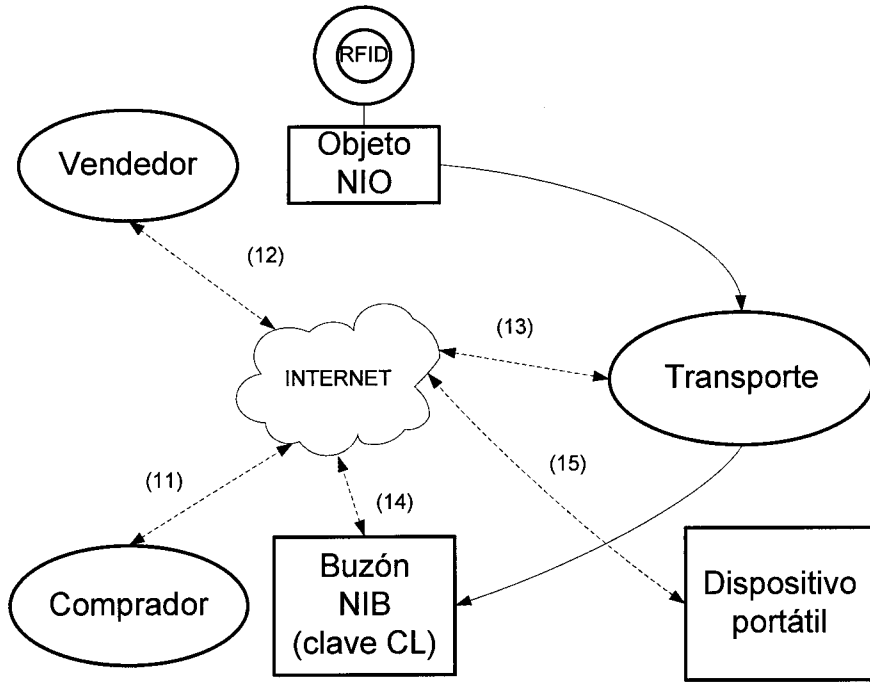 RFID
Objeto
NIO
Vendedor
(12)
(13)
INTERNET
Transporte
(11)
(14)
(15)
Comprador
Buzón
NIB
(clave CL)
Dispositivo
portátil